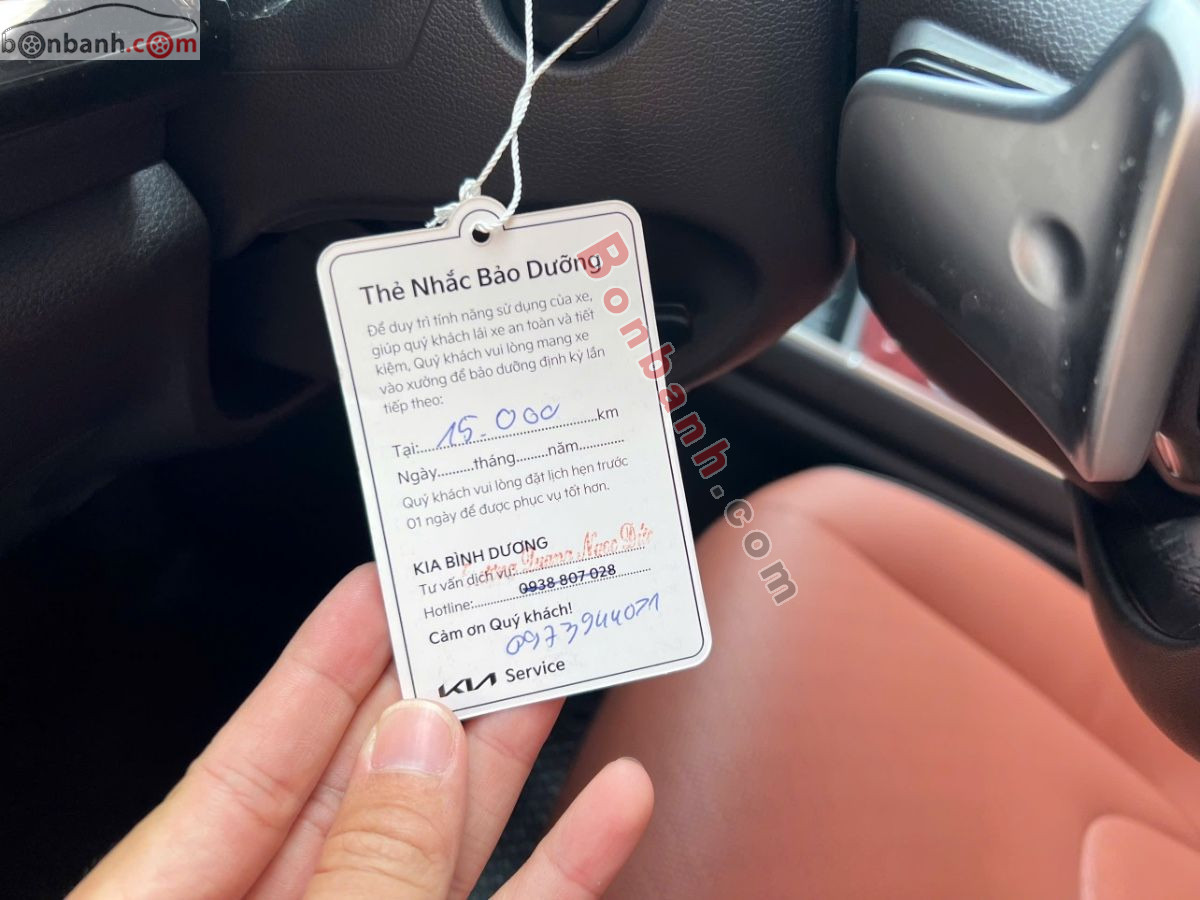 bonbanh.com
Thẻ Nhắc Bảo Dưỡng
Để duy trì tính năng sử dụng của xe,
giúp quý khách lái xe an toàn và tiết
kiệm, Quý khách vui lòng mang xe
vào xưởng để bảo dưỡng định kỳ lần
tiếp theo:
Tại:..........15.000..........km
Ngày..........tháng.........năm............
Quý khách vui lòng đặt lịch hẹn trước
01 ngày để được phục vụ tốt hơn.
KIA BÌNH DƯƠNG
Tư vấn dịch vụ: Ngọc Đức
Hotline: 0938 807 028
Cảm ơn Quý khách!
0973944021
KIA Service
Bonbanh.com